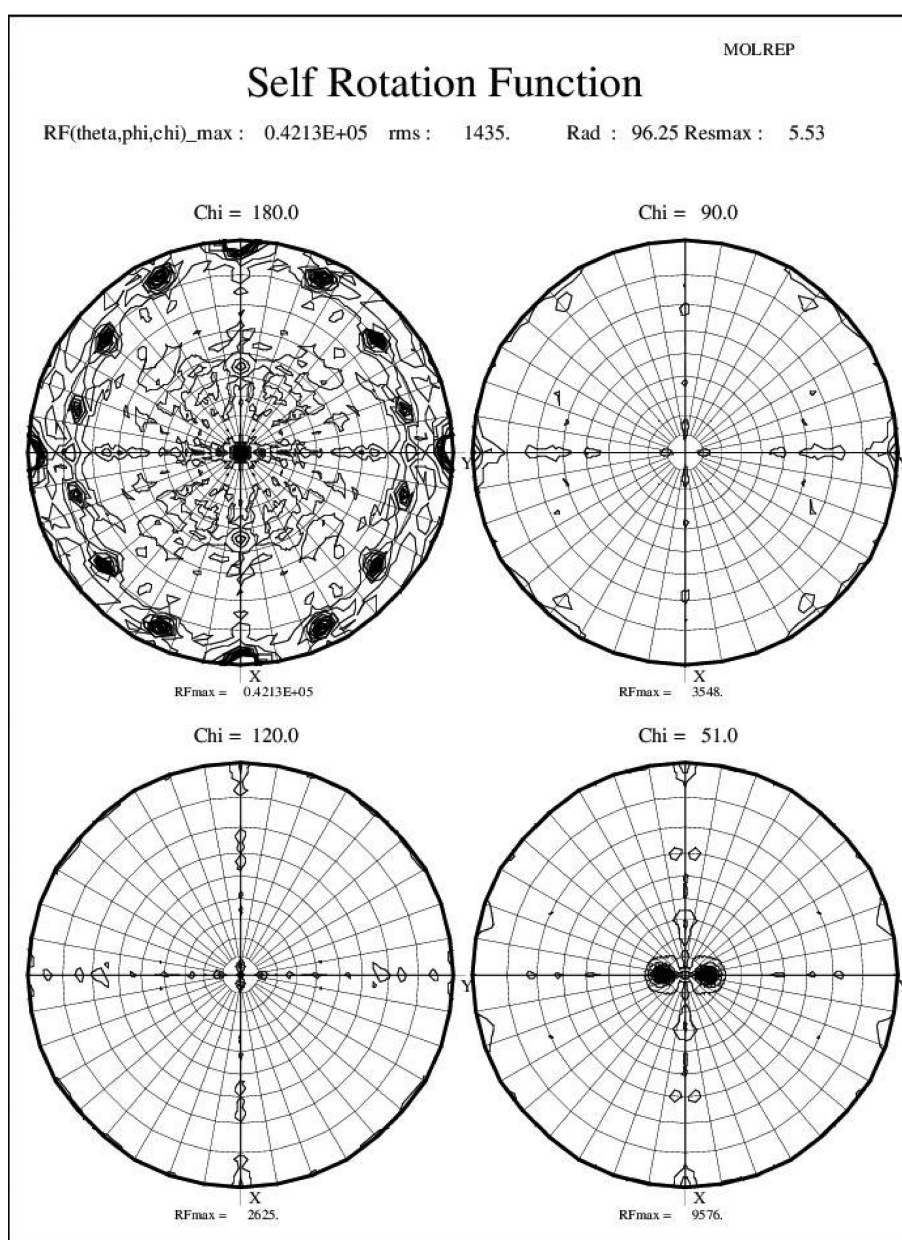 MOLREP
Self Rotation Function
RF(theta,phi,chi)_max : 0.4213E+05 rms : 1435. Rad : 96.25 Resmax : 5.53
Chi = 180.0
Chi = 90.0
Y
X
X
RFmax = 0.4213E+05
RFmax = 3548.
Chi = 120.0
Chi = 51.0
Y
X
X
RFmax = 2625.
RFmax = 9576.